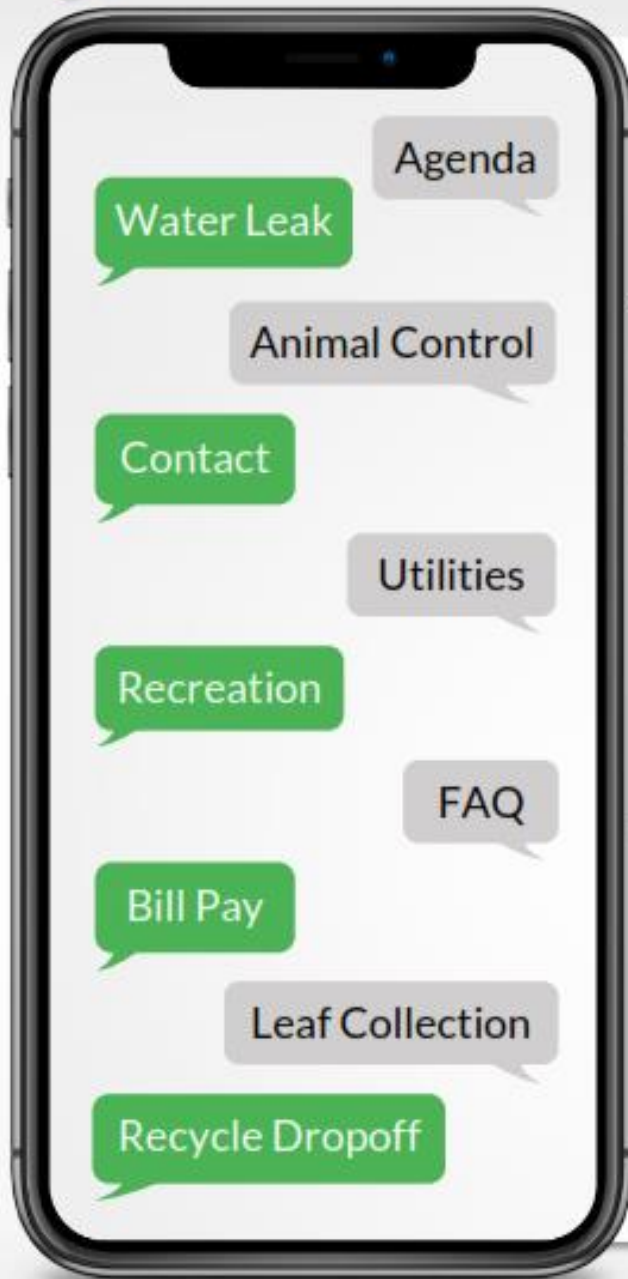 Agenda
Water Leak
Animal Control
Contact
Utilities
Recreation
FAQ
Bill Pay
Leaf Collection
Recycle Dropoff